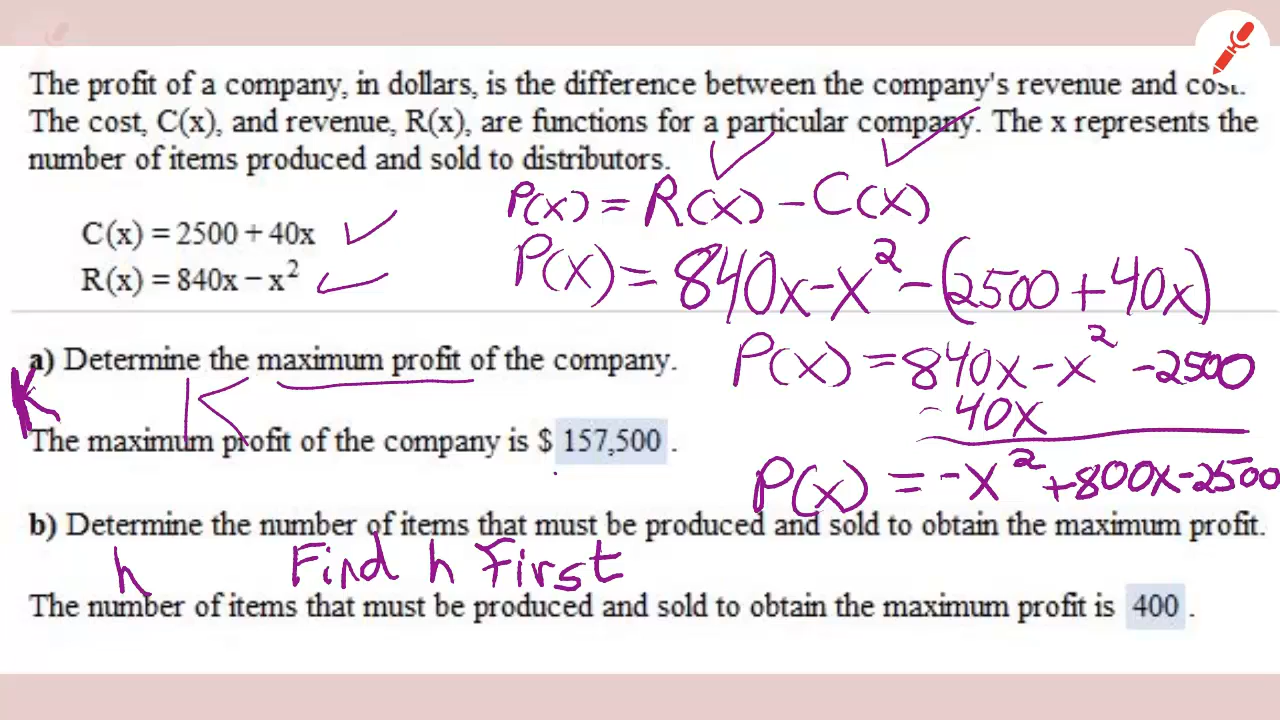 The profit of a company, in dollars, is the difference between the company's revenue and cost.
The cost, C(x), and revenue, R(x), are functions for a particular company. The x represents the
number of items produced and sold to distributors.
P(x) = R(x) - C(x)
C(x) = 2500 + 40x
R(x) = 840x − x²
P(x) = 840x - x² - (2500 + 40x)
a) Determine the maximum profit of the company.
K
K
P(x) = 840x - x² - 2500
- 40x
The maximum profit of the company is $ 157,500 .
P(x) = -x² + 800x - 2500
b) Determine the number of items that must be produced and sold to obtain the maximum profit.
h Find h First
The number of items that must be produced and sold to obtain the maximum profit is 400 .